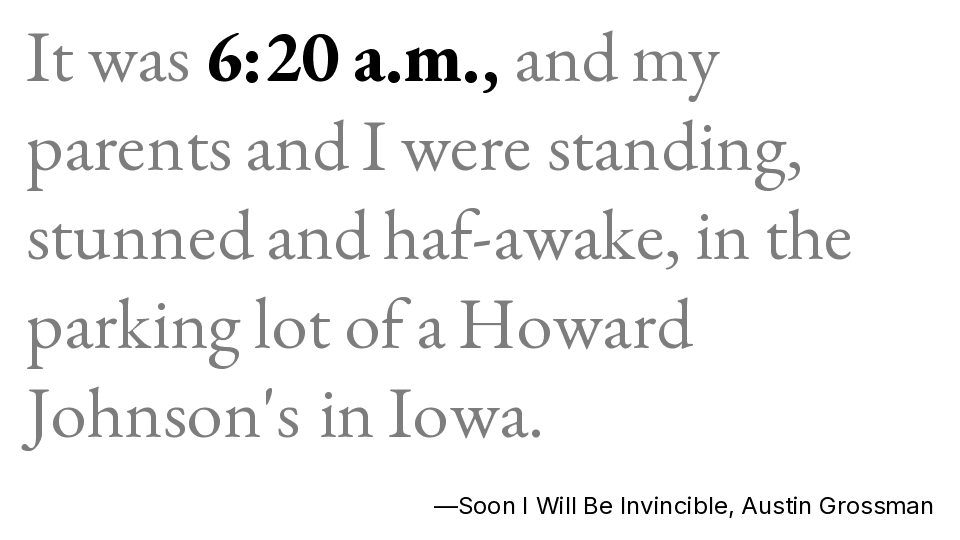 It was 6:20 a.m., and my
parents and I were standing,
stunned and haf-awake, in the
parking lot of a Howard
Johnson's in Iowa.
—Soon I Will Be Invincible, Austin Grossman